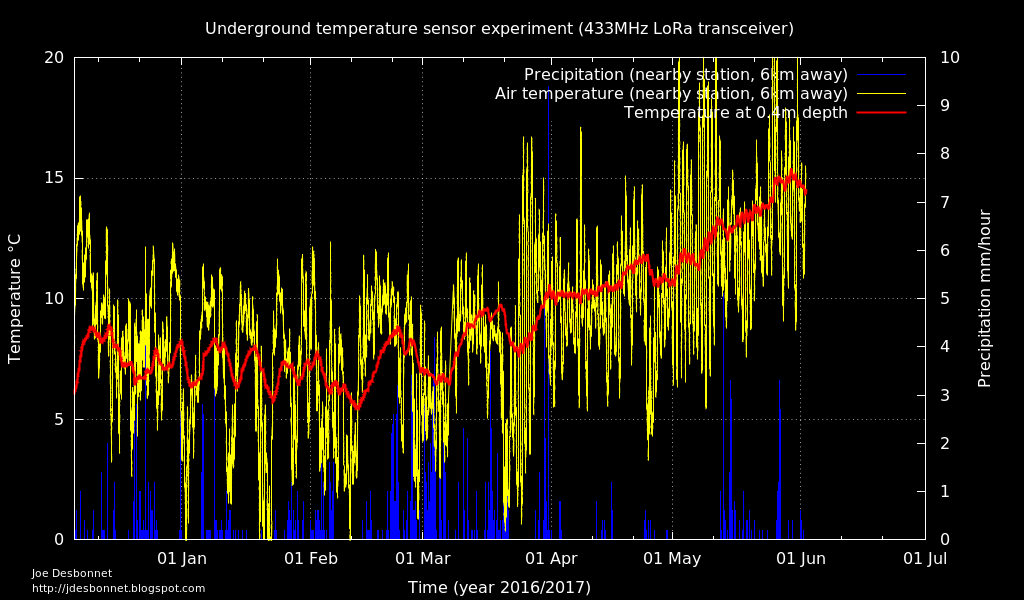 Underground temperature sensor experiment (433MHz LoRa transceiver)
Precipitation (nearby station, 6km away)
Air temperature (nearby station, 6km away)
Temperature at 0.4m depth
20
15
10
5
0
Temperature °C
10
9
8
7
6
5
4
3
2
1
0
Precipitation mm/hour
01 Jan
01 Feb
01 Mar
01 Apr
01 May
01 Jun
01 Jul
Time (year 2016/2017)
Joe Desbonnet
http://jdesbonnet.blogspot.com